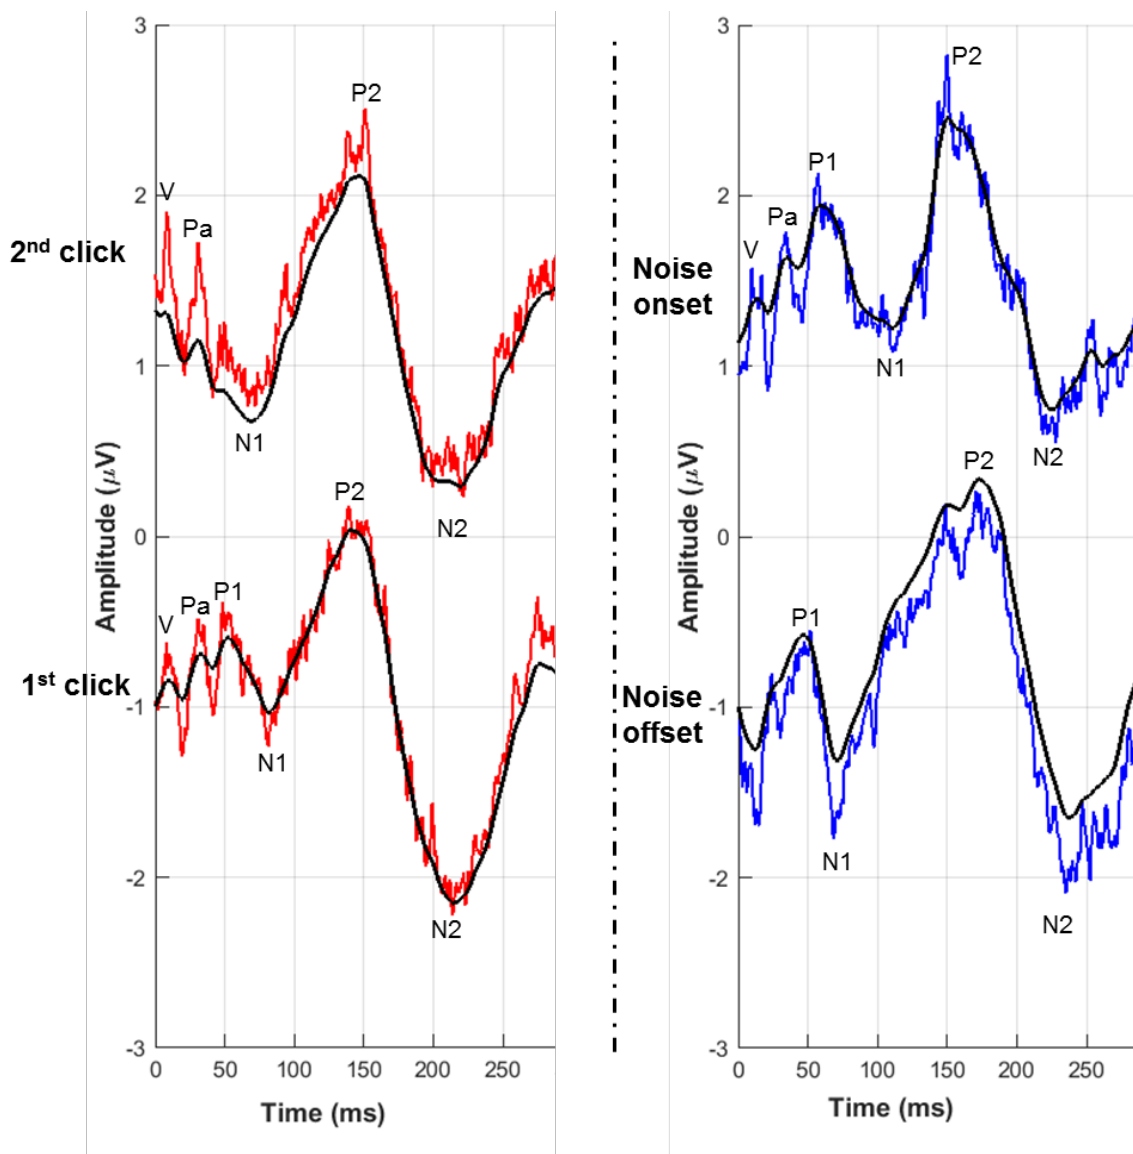 3
2
1
0
-1
-2
-3
0
50
100
150
200
250
Time (ms)
Amplitude (μV)
2nd click
1st click
V
Pa
N1
P2
N2
V
Pa
P1
N1
P2
N2
3
2
1
0
-1
-2
-3
0
50
100
150
200
250
Time (ms)
Amplitude (μV)
Noise
onset
Noise
offset
V
Pa
P1
N1
P2
N2
P1
N1
P2
N2